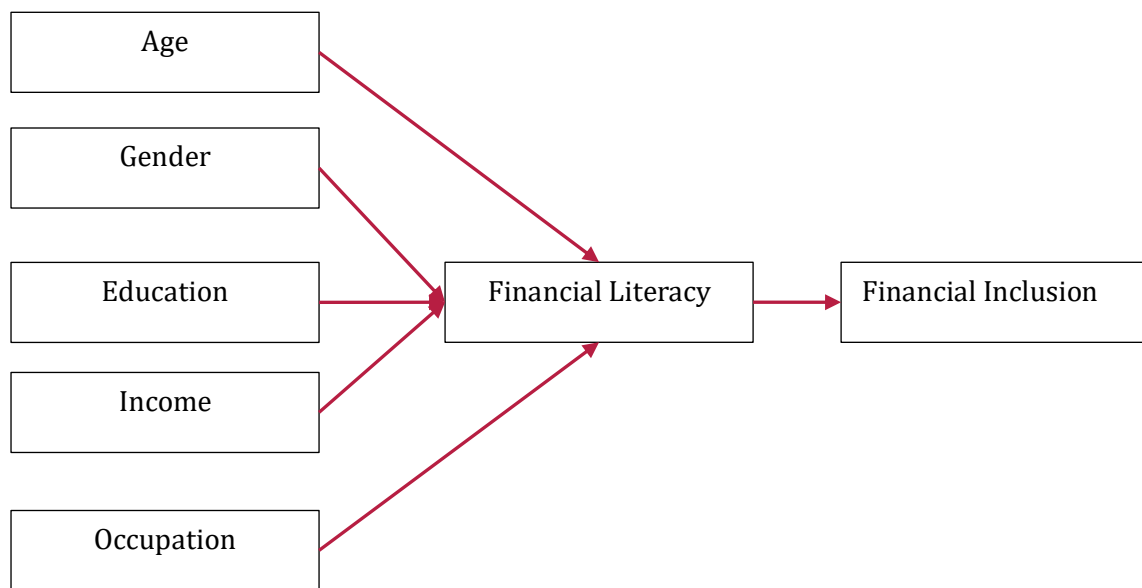 Age
Gender
Education
Financial Literacy
Financial Inclusion
Income
Occupation